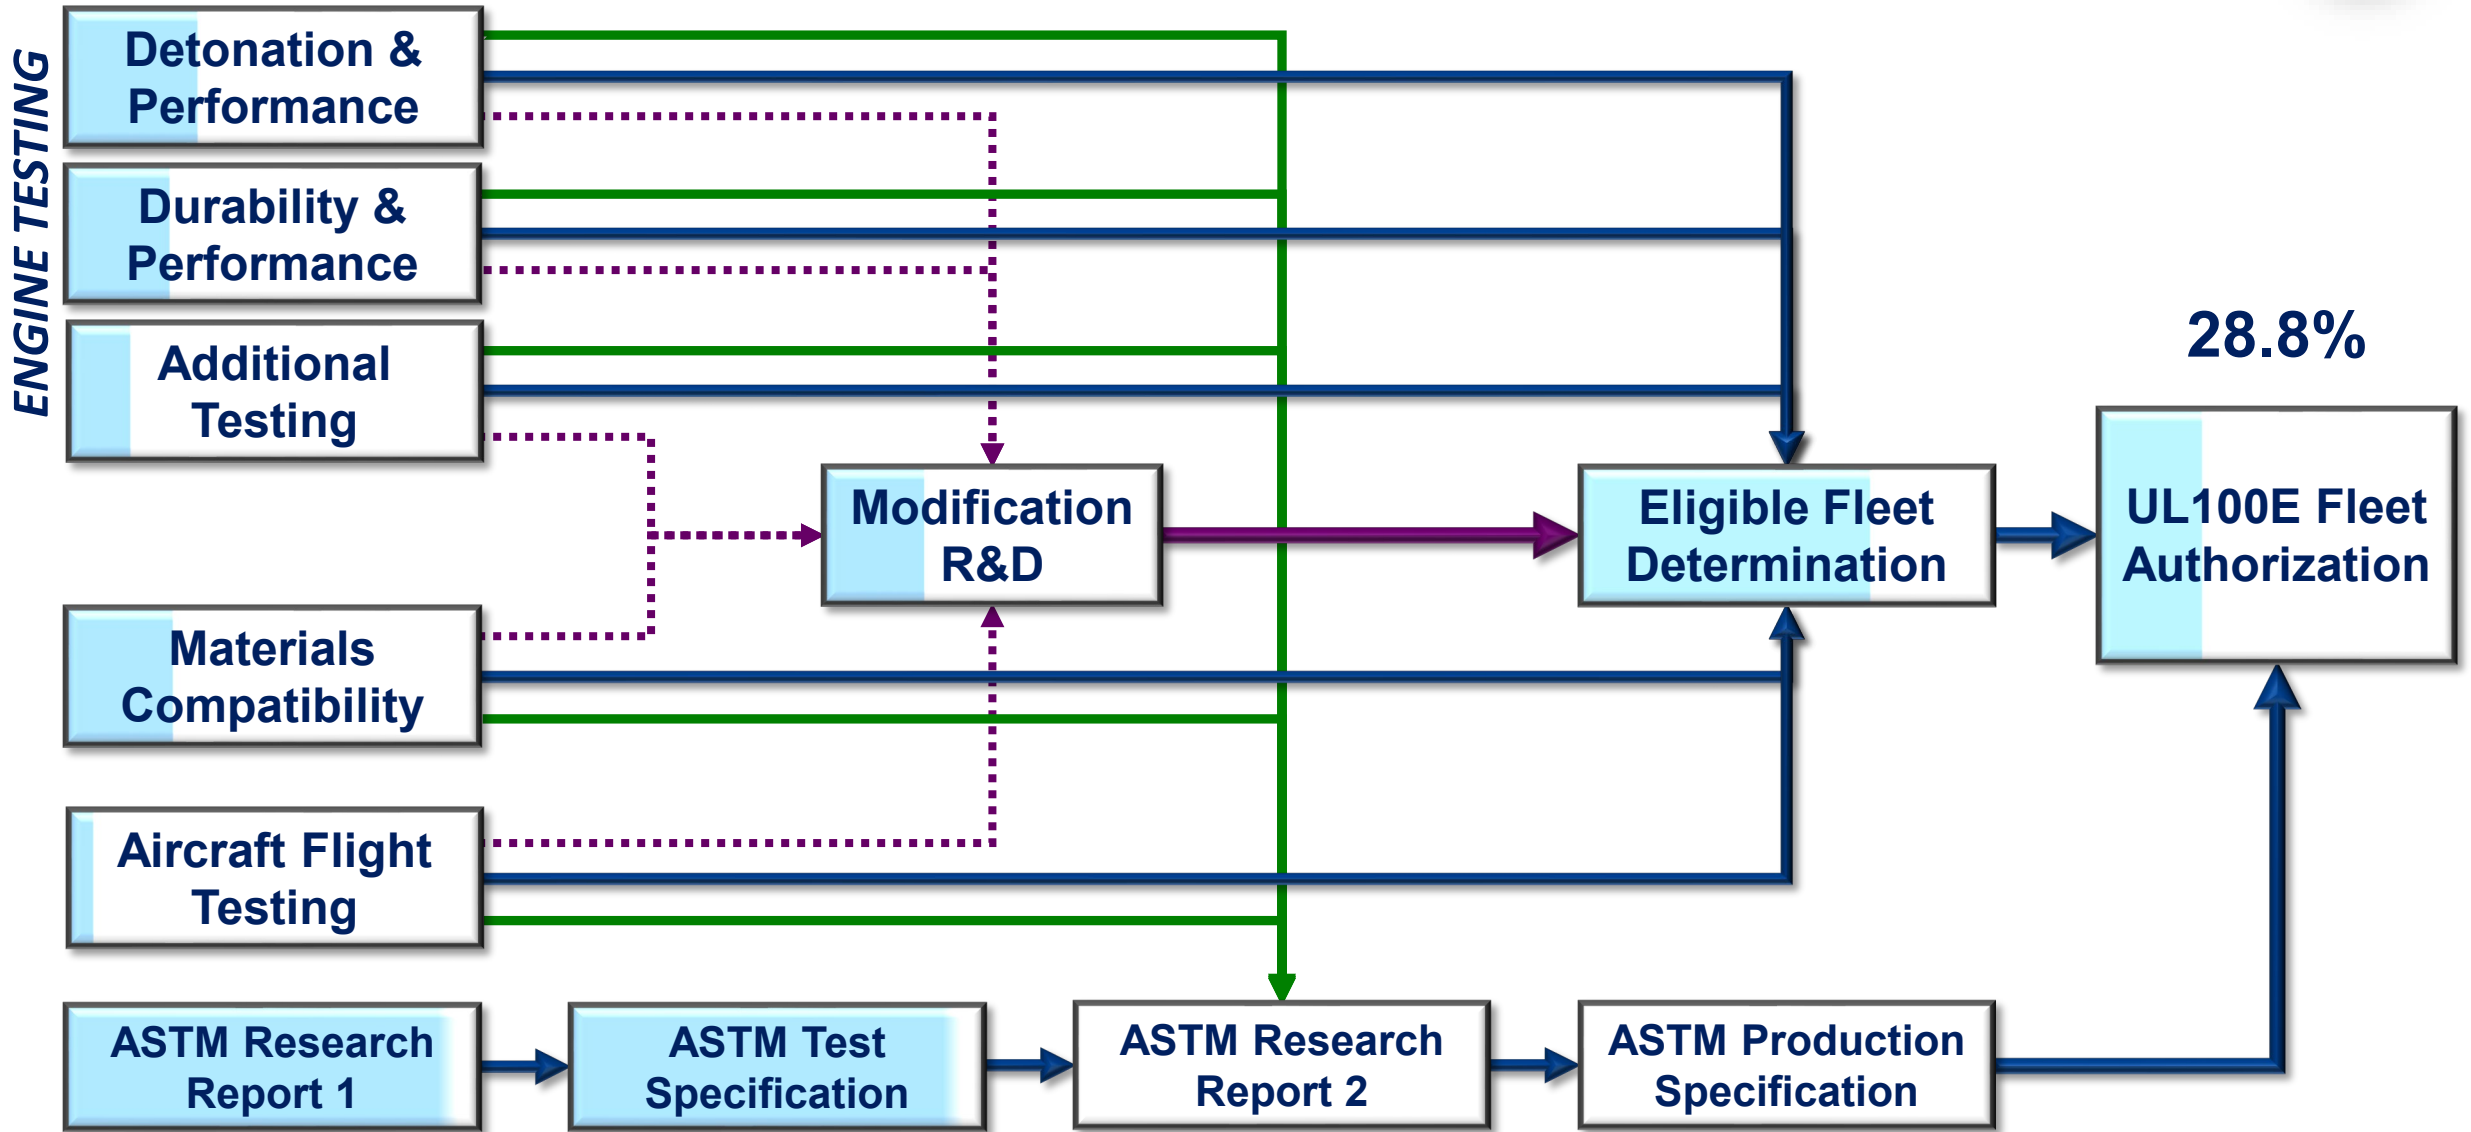 ENGINE TESTING
Detonation &
Performance
Durability &
Performance
Additional
Testing
Materials
Compatibility
Aircraft Flight
Testing
Modification
R&D
Eligible Fleet
Determination
28.8%
UL100E Fleet
Authorization
ASTM Research
Report 1
ASTM Test
Specification
ASTM Research
Report 2
ASTM Production
Specification